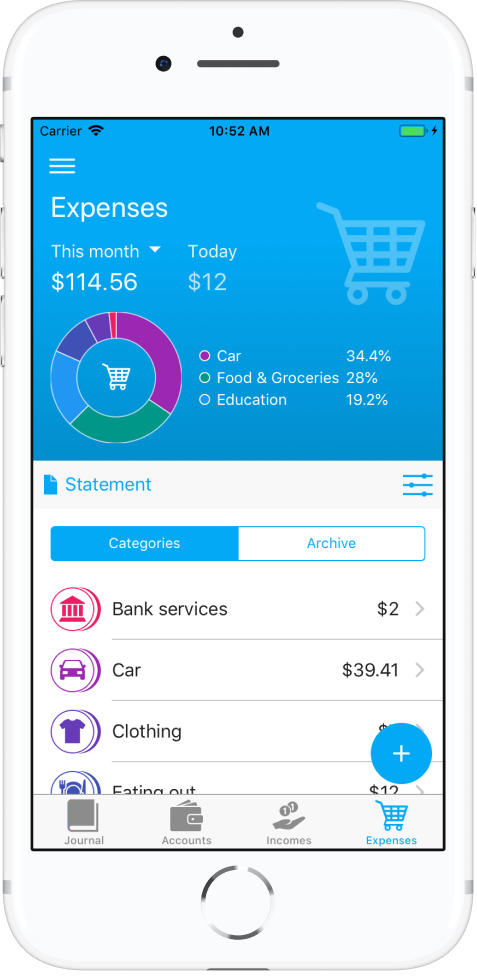 Carrier 10:52 AM
Expenses
This month Today
$114.56 $12
Car 34.4%
Food & Groceries 28%
Education 19.2%
Statement
Categories Archive
Bank services $2
Car $39.41
Clothing
+
Eating out $12
Journal Accounts Incomes Expenses